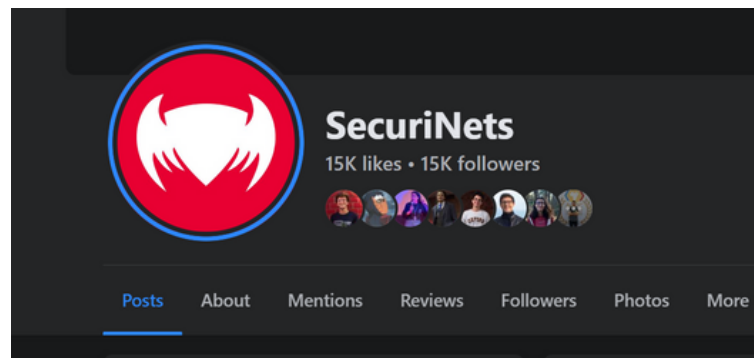 SecuriNets
15K likes • 15K followers
Posts About Mentions Reviews Followers Photos More